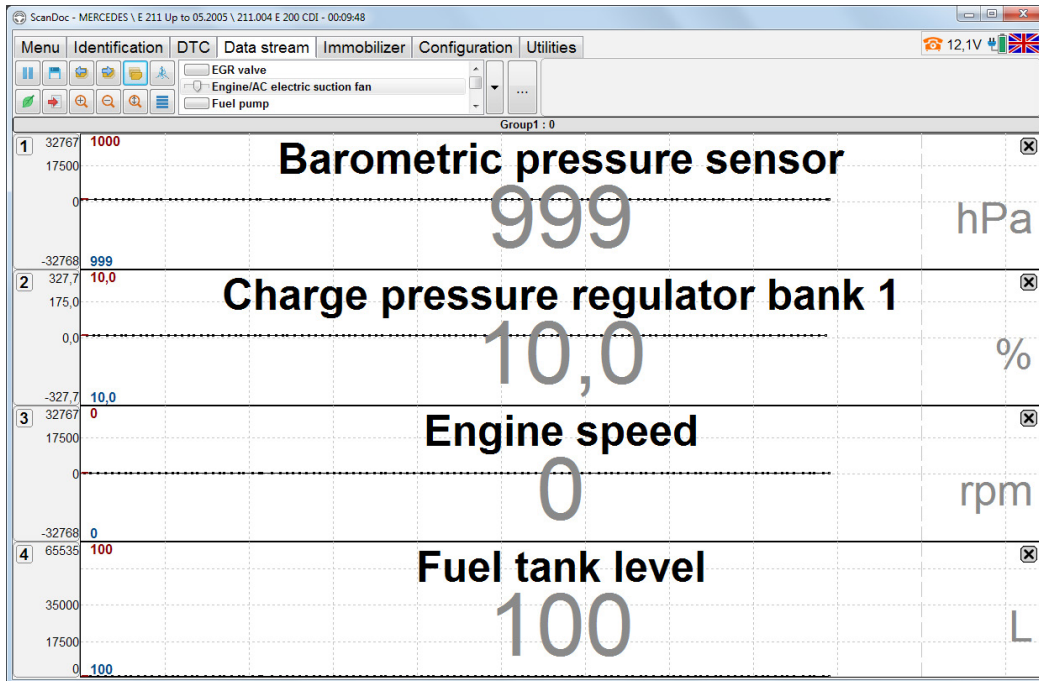 ScanDoc - MERCEDES \ E 211 Up to 05.2005 \ 211.004 E 200 CDI - 00:09:48
Menu Identification DTC Data stream Immobilizer Configuration Utilities 12,1V
EGR valve
Engine/AC electric suction fan
Fuel pump
...
Group1 : 0
1 32767 1000 Barometric pressure sensor
17500
999
0
hPa
-32768 999
2 327,7 10,0 Charge pressure regulator bank 1
175,0
10,0
0,0
%
-327,7 10,0
3 32767 0 Engine speed
17500
0
0
rpm
-32768 0
4 65535 100 Fuel tank level
35000
100
L
17500
0 100